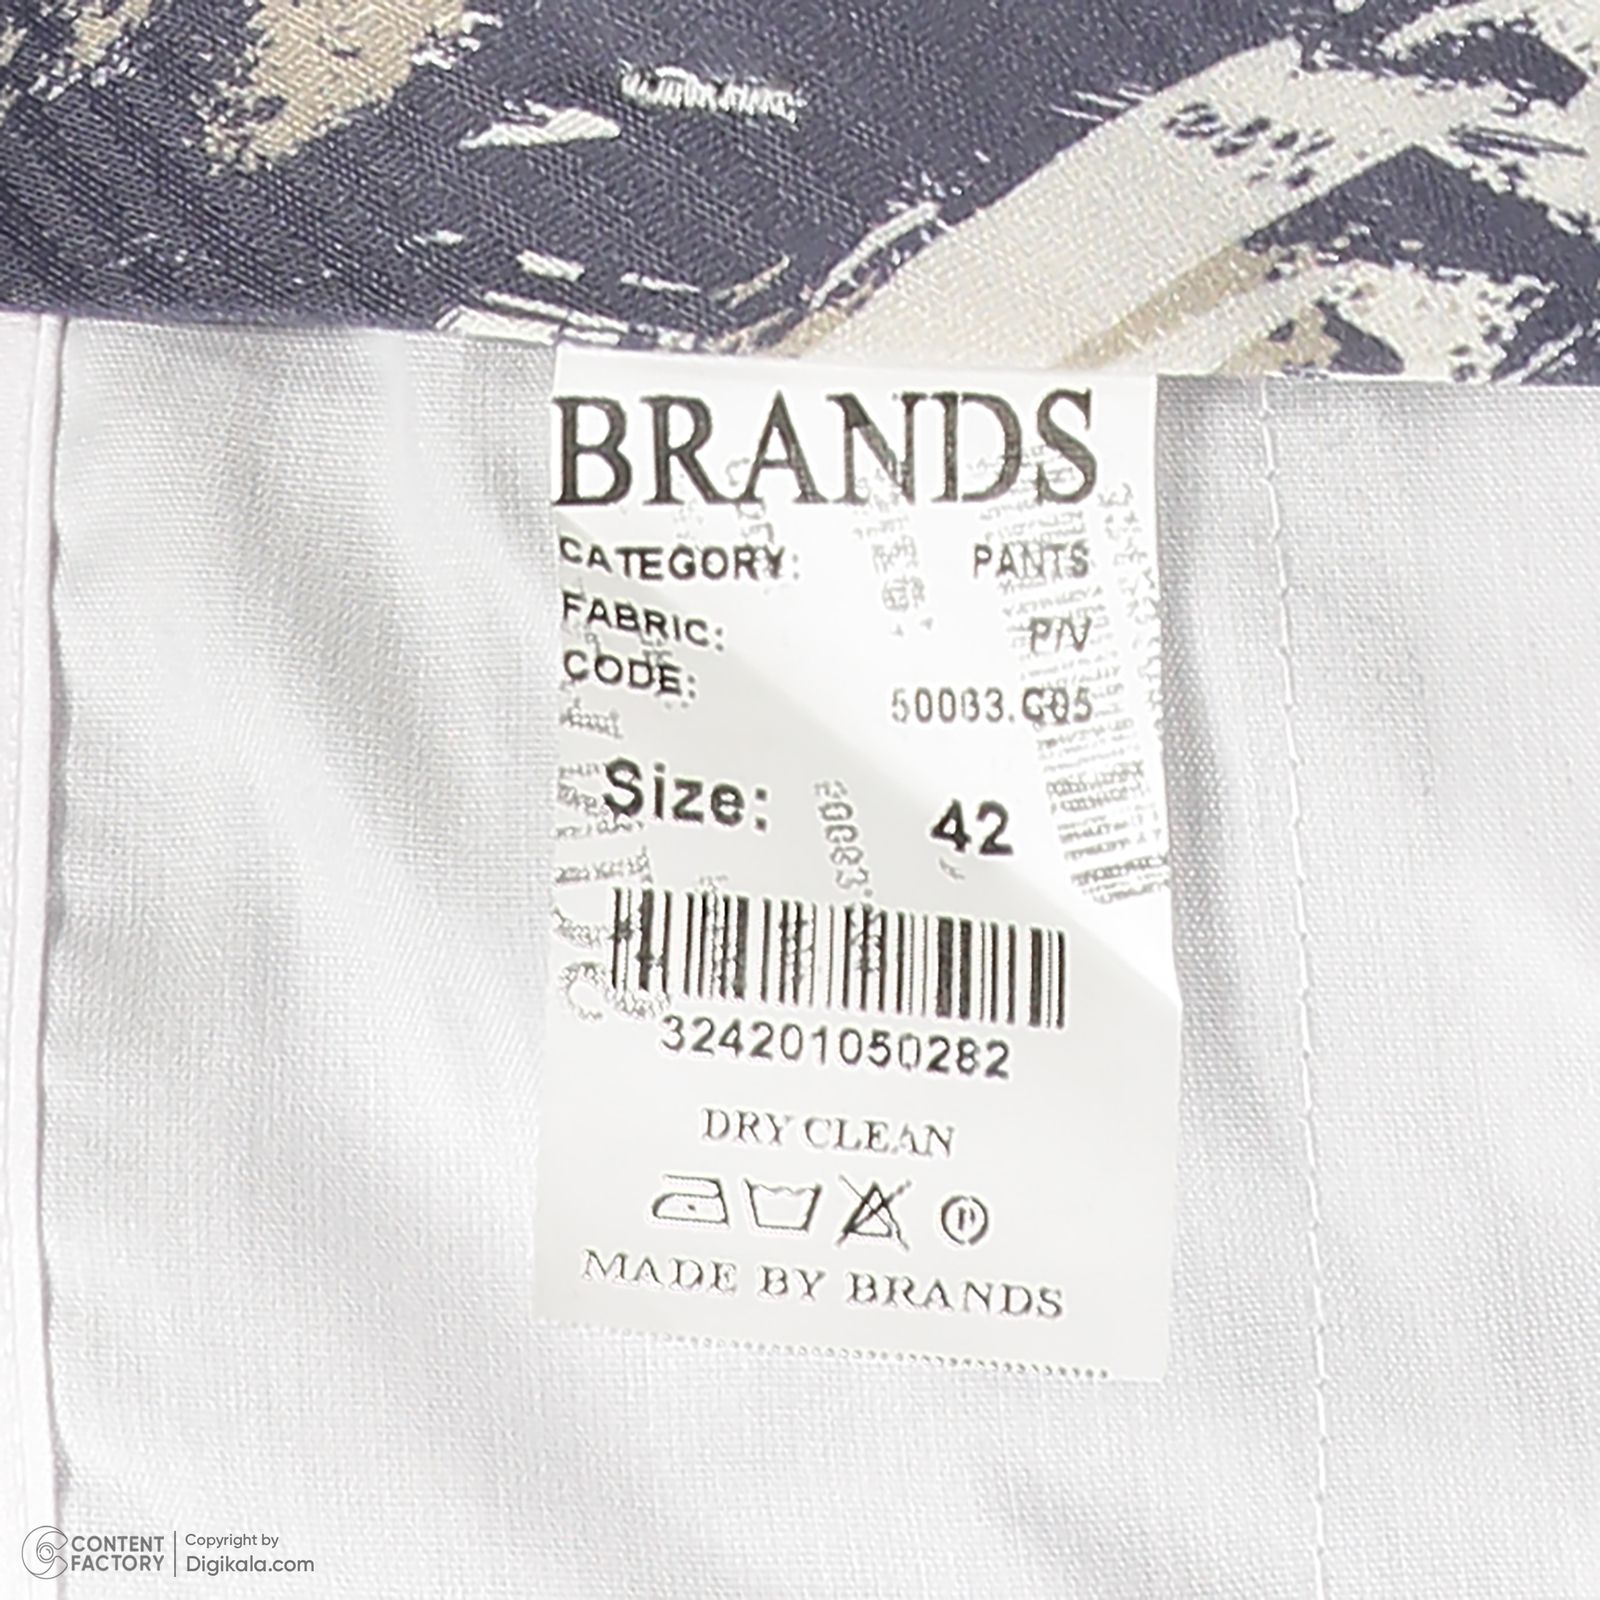 BRANDS
CATEGORY: PANTS
FABRIC: P/V
CODE: 50083.G05
Size: 42
324201050282
DRY CLEAN
P
MADE BY BRANDS
CONTENT FACTORY
Copyright by
Digikala.com